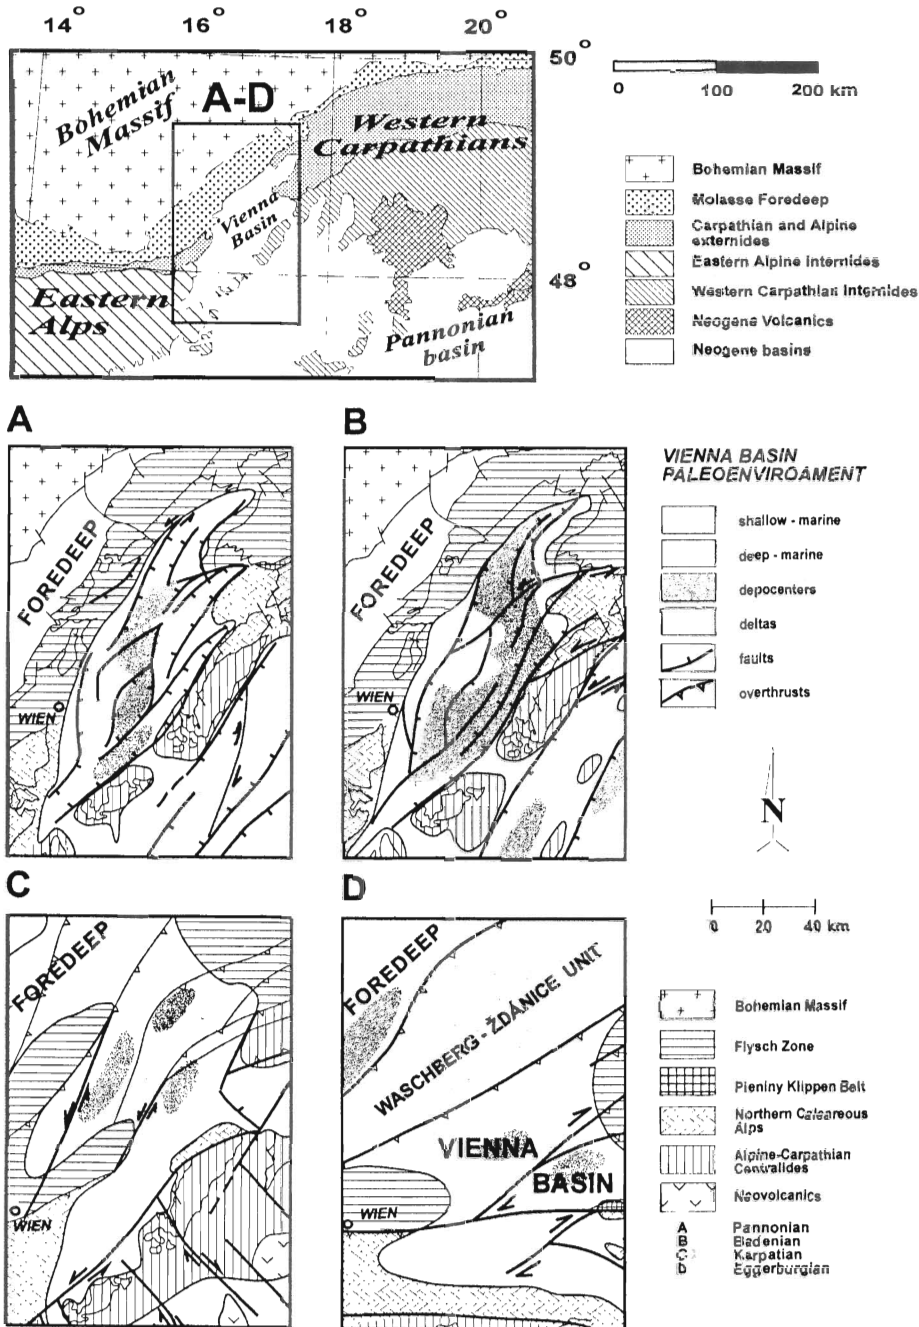 14° 16° 18° 20°
50°
48°
0 100 200 km
Bohemian
Massif
A-D
Western
Carpathians
Vienna
Basin
Eastern
Alps
Pannonian
basin
Bohemian Massif
Molasse Foredeep
Carpathian and Alpine
externides
Eastern Alpine internides
Western Carpathian Internides
Neogene Volcanics
Neogene basins
A
FOREDEEP
WIEN
B
FOREDEEP
WIEN
VIENNA BASIN
PALEOENVIROAMENT
shallow - marine
deep - marine
depocenters
deltas
faults
overthrusts
N
0 20 40 km
C
FOREDEEP
WIEN
D
FOREDEEP
WASCHBERG - ŽDÁNICE UNIT
VIENNA
BASIN
WIEN
Bohemian Massif
Flysch Zone
Pieniny Klippen Belt
Northern Calcareous
Alps
Alpine-Carpathian
Centralides
Neovolcanics
A Pannonian
B Badenian
C Karpatian
D Eggerburgian